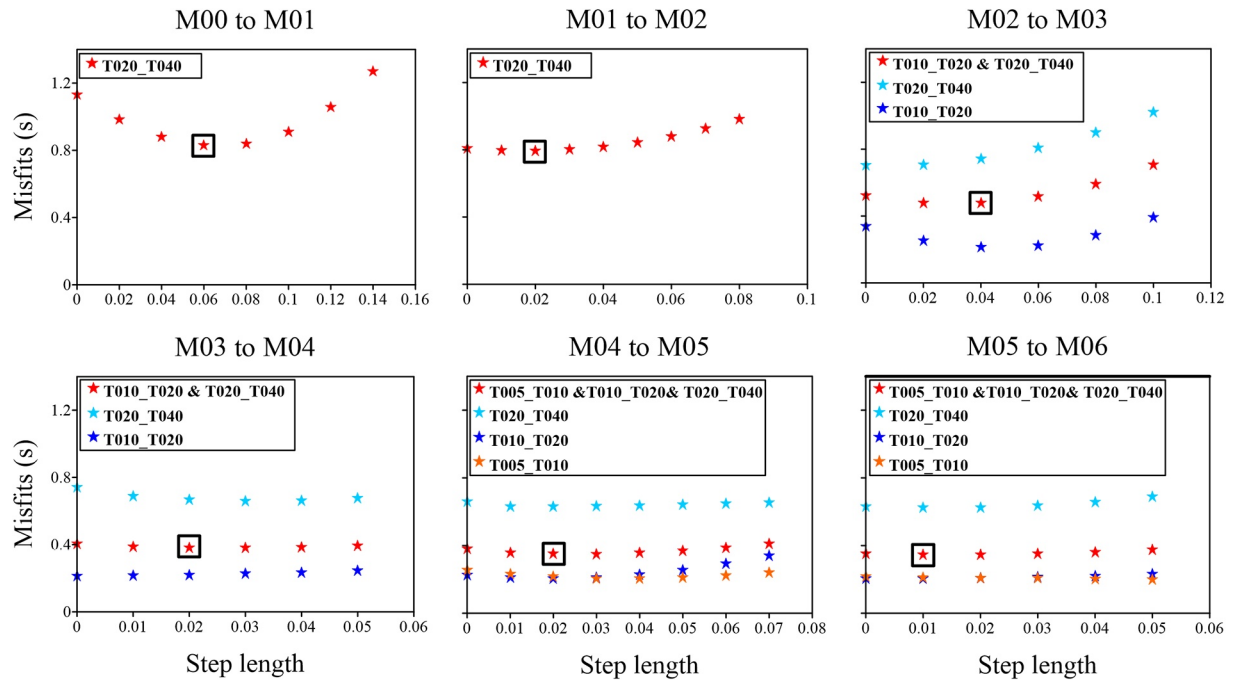 M00 to M01
M01 to M02
M02 to M03
Misfits (s)
T020_T040
1.2
0.8
0.4
0
0 0.02 0.04 0.06 0.08 0.1 0.12 0.14 0.16
T020_T040
0 0.02 0.04 0.06 0.08 0.1
T010_T020 & T020_T040
T020_T040
T010_T020
0 0.02 0.04 0.06 0.08 0.1 0.12
M03 to M04
M04 to M05
M05 to M06
Misfits (s)
T010_T020 & T020_T040
T020_T040
T010_T020
1.2
0.8
0.4
0
0 0.01 0.02 0.03 0.04 0.05 0.06
Step length
T005_T010 &T010_T020& T020_T040
T020_T040
T010_T020
T005_T010
0 0.01 0.02 0.03 0.04 0.05 0.06 0.07 0.08
Step length
T005_T010 &T010_T020& T020_T040
T020_T040
T010_T020
T005_T010
0 0.01 0.02 0.03 0.04 0.05 0.06
Step length